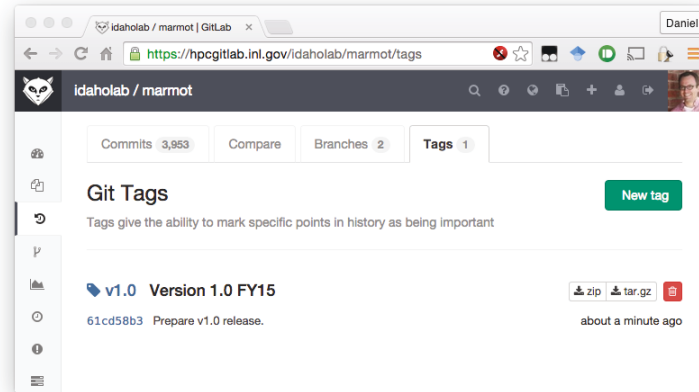 Daniel
idaholab / marmot | GitLab
https://hpcgitlab.inl.gov/idaholab/marmot/tags
idaholab / marmot
Commits 3,953 Compare Branches 2 Tags 1
Git Tags
New tag
Tags give the ability to mark specific points in history as being important
v1.0 Version 1.0 FY15
zip tar.gz
61cd58b3 Prepare v1.0 release.
about a minute ago